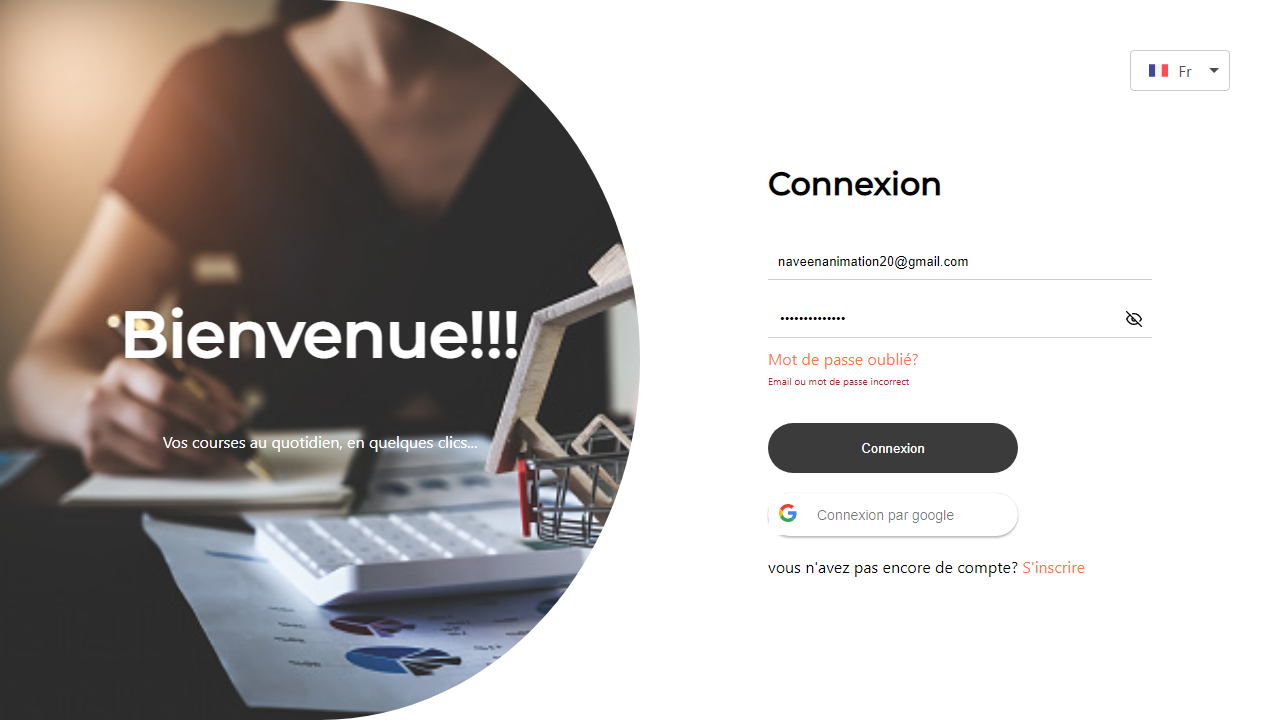 Fr
Bienvenue!!!
Vos courses au quotidien, en quelques clics...
Connexion
naveenanimation20@gmail.com
••••••••••••••
Mot de passe oublié?
Email ou mot de passe incorrect
Connexion
Connexion par google
vous n'avez pas encore de compte? S'inscrire